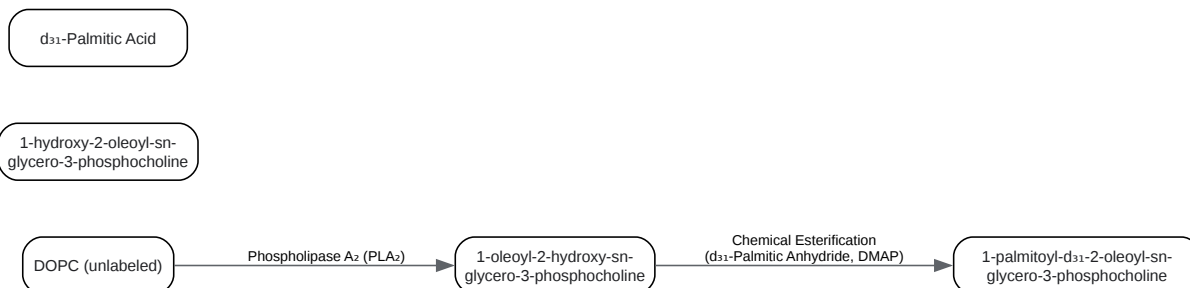 d₃₁-Palmitic Acid
1-hydroxy-2-oleoyl-sn-
glycero-3-phosphocholine
DOPC (unlabeled)
Phospholipase A₂ (PLA₂)
1-oleoyl-2-hydroxy-sn-
glycero-3-phosphocholine
Chemical Esterification
(d₃₁-Palmitic Anhydride, DMAP)
1-palmitoyl-d₃₁-2-oleoyl-sn-
glycero-3-phosphocholine